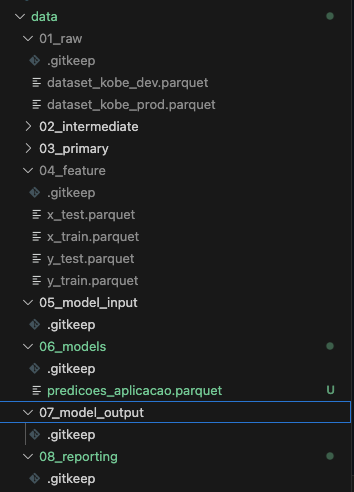 data
01_raw
.gitkeep
dataset_kobe_dev.parquet
dataset_kobe_prod.parquet
02_intermediate
03_primary
04_feature
.gitkeep
x_test.parquet
x_train.parquet
y_test.parquet
y_train.parquet
05_model_input
.gitkeep
06_models
.gitkeep
predicoes_aplicacao.parquet U
07_model_output
.gitkeep
08_reporting
.gitkeep